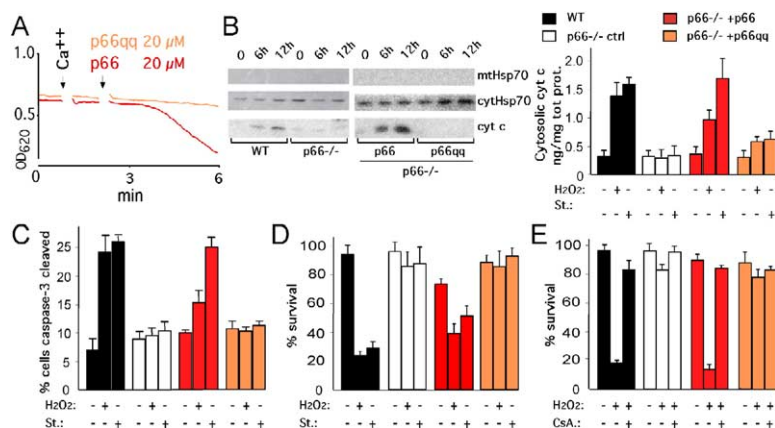 A
Ca++
p66qq 20 µM
p66 20 µM
1.0
0.5
OD620
0 3 6
min
B
0 6h 12h 0 6h 12h 0 6h 12h 0 6h 12h
mtHsp70
cytHsp70
cyt c
WT p66-/- p66 p66qq
p66-/-
WT
p66-/- ctrl
p66-/- +p66
p66-/- +p66qq
Cytosolic cyt c
ng/mg tot prot.
2.0
1.5
1.0
0.5
0
H2O2: - + - - + - - + - - + -
St.: - - + - - + - - + - - +
C
% cells caspase-3 cleaved
25
20
15
10
5
0
H2O2: - + - - + - - + - - + -
St.: - - + - - + - - + - - +
D
% survival
100
80
60
40
20
0
H2O2: - + - - + - - + - - + -
St.: - - + - - + - - + - - +
E
% survival
100
80
60
40
20
0
H2O2: - + + - + + - + + - + +
CsA.: - - + - - + - - + - - +